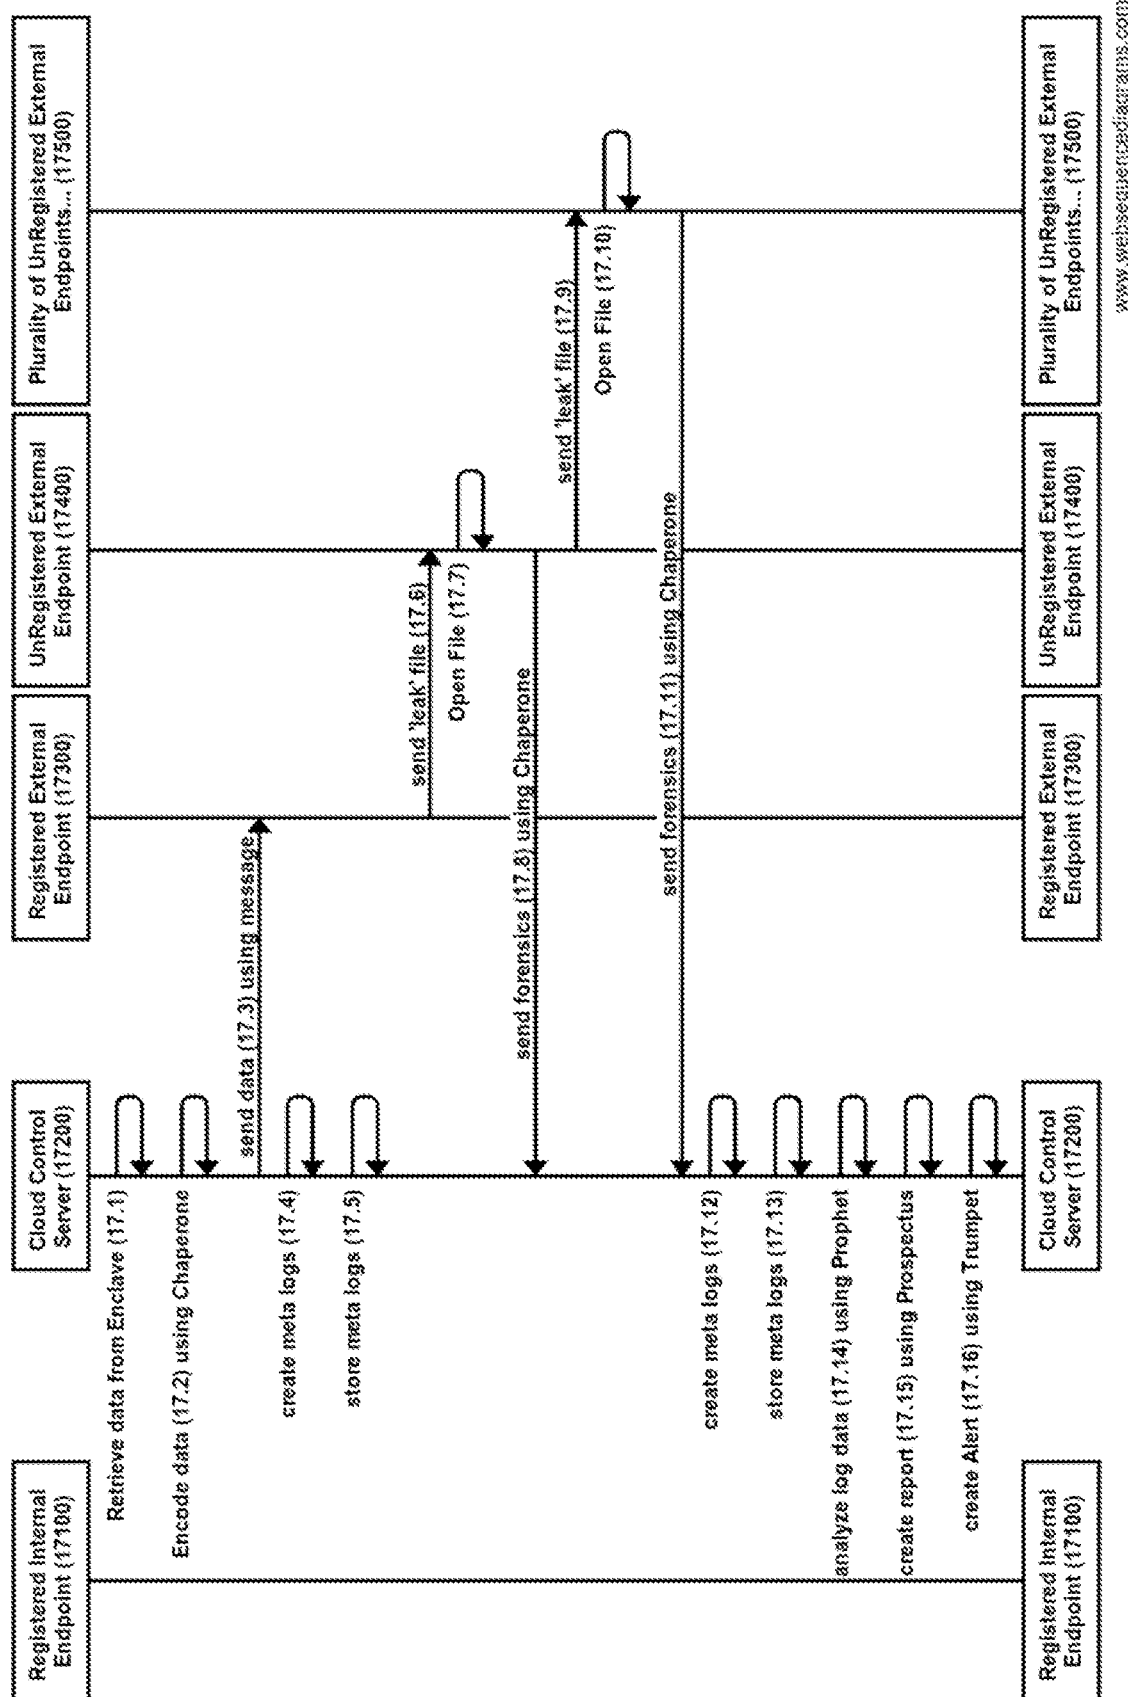 Registered Internal
Endpoint (17100)
Cloud Control
Server (17200)
Registered External
Endpoint (17300)
UnRegistered External
Endpoint (17400)
Plurality of UnRegistered External
Endpoints... (17500)
Retrieve data from Enclave (17.1)
Encode data (17.2) using Chaperone
send data (17.3) using message
create meta logs (17.4)
store meta logs (17.5)
send 'leak' file (17.6)
Open File (17.7)
send forensics (17.8) using Chaperone
send 'leak' file (17.9)
Open File (17.10)
send forensics (17.11) using Chaperone
create meta logs (17.12)
store meta logs (17.13)
analyze log data (17.14) using Prophet
create report (17.15) using Prospectus
create Alert (17.16) using Trumpet
Registered Internal
Endpoint (17100)
Cloud Control
Server (17200)
Registered External
Endpoint (17300)
UnRegistered External
Endpoint (17400)
Plurality of UnRegistered External
Endpoints... (17500)
www.websequencediagrams.com